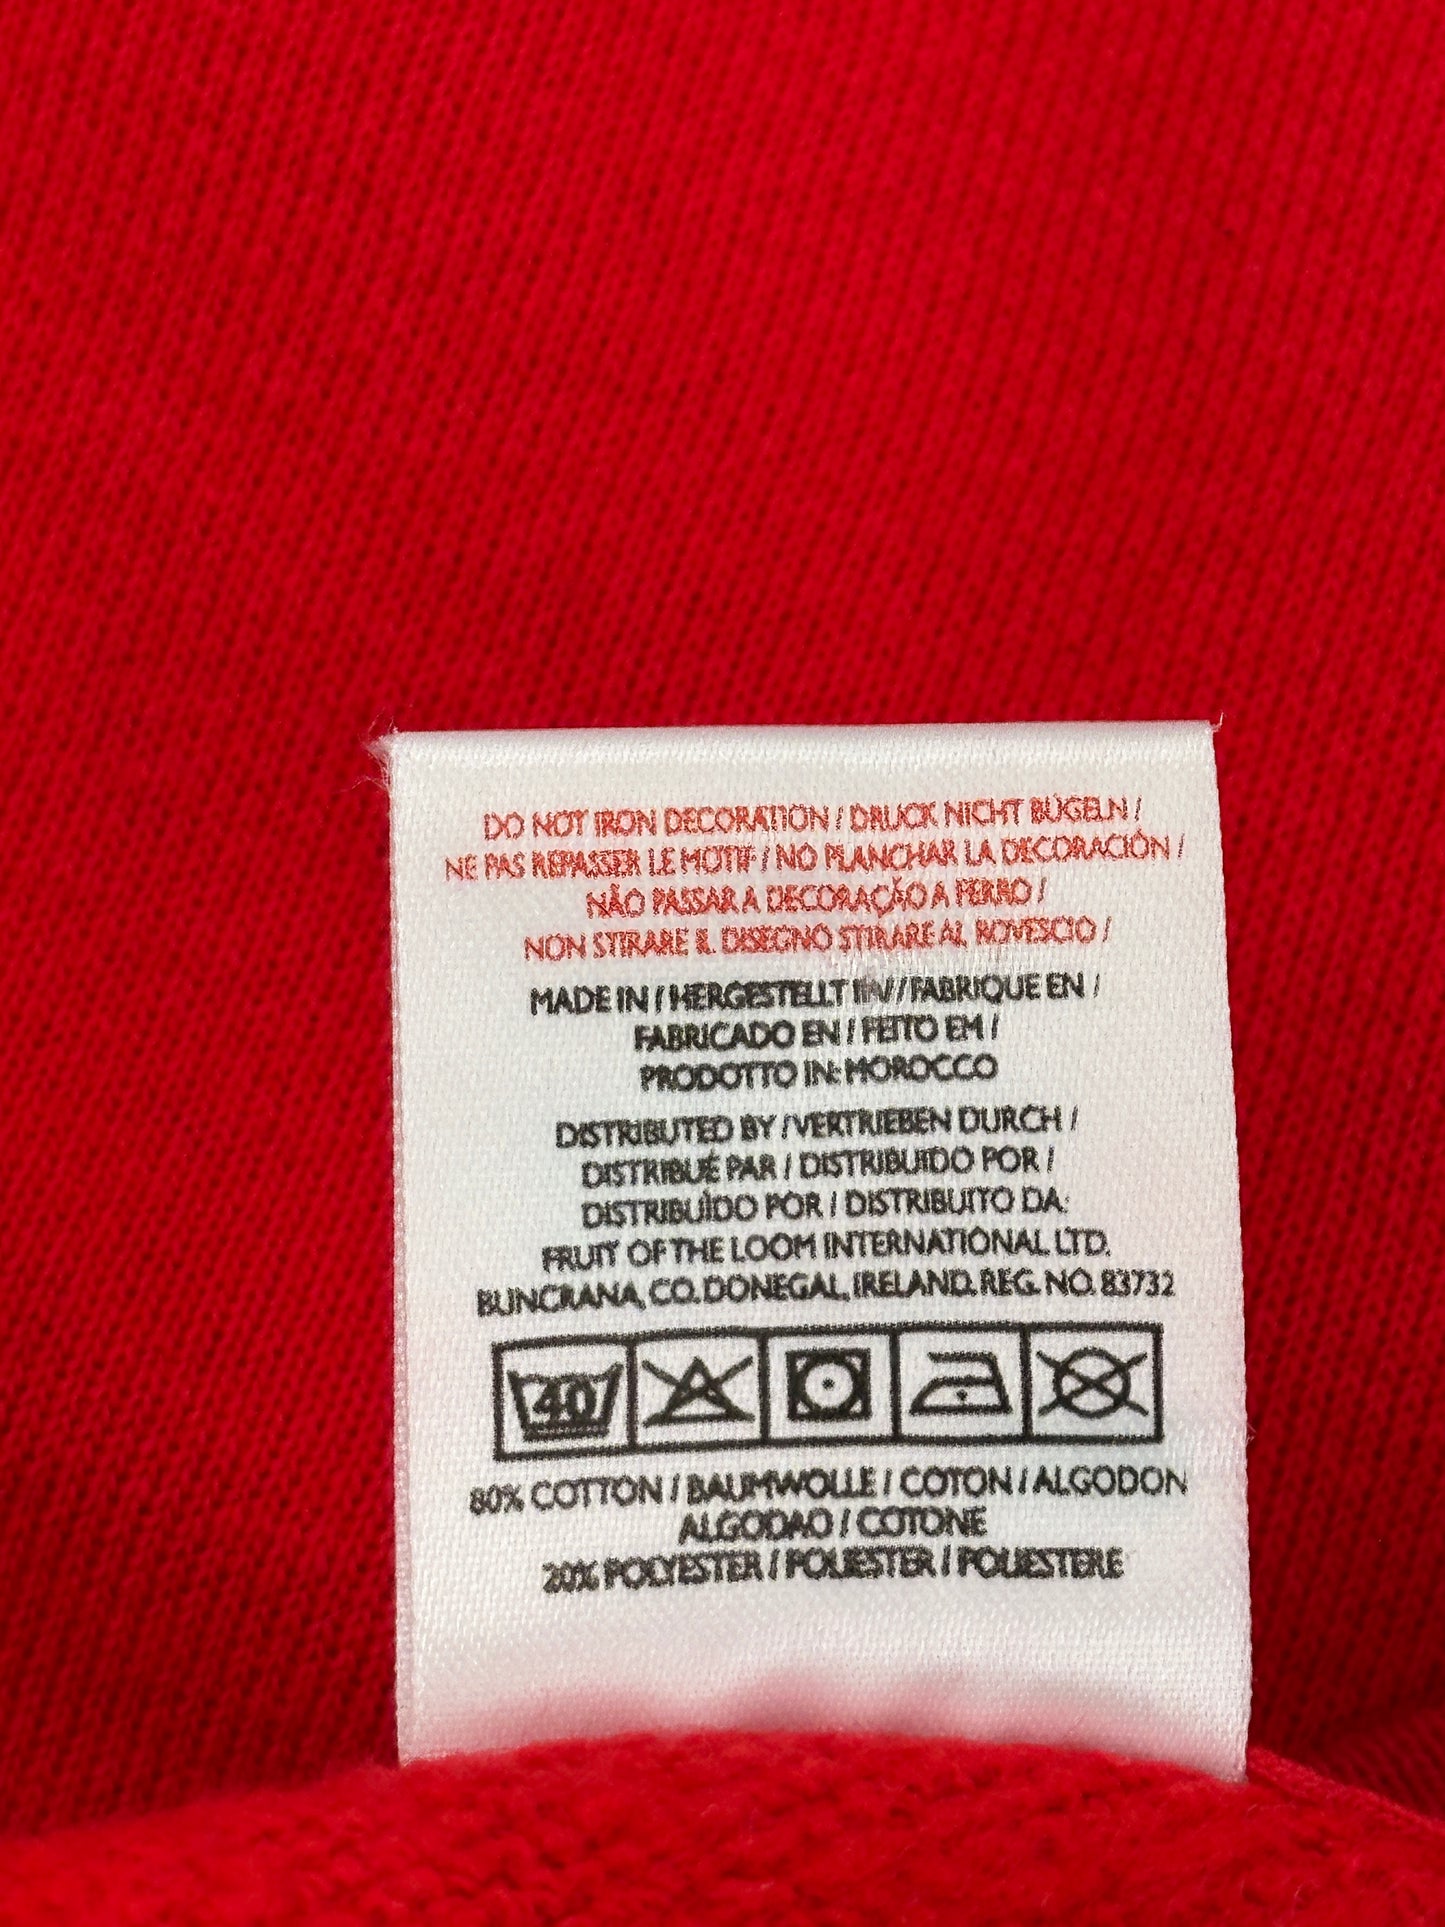 DO NOT IRON DECORATION / DRUCK NICHT BÜGELN /
NE PAS REPASSER LE MOTIF / NO PLANCHAR LA DECORACIÓN /
NÃO PASSAR A DECORAÇÃO A FERRO /
NON STIRARE IL DISEGNO STIRARE AL ROVESCIO /
MADE IN / HERGESTELLT IN / FABRIQUE EN /
FABRICADO EN / FEITO EM /
PRODOTTO IN: MOROCCO
DISTRIBUTED BY / VERTRIEBEN DURCH /
DISTRIBUÉ PAR / DISTRIBUIDO POR /
DISTRIBUÍDO POR / DISTRIBUITO DA:
FRUIT OF THE LOOM INTERNATIONAL LTD.
BUNCRANA, CO. DONEGAL, IRELAND. REG. NO. 83732
40
80% COTTON / BAUMWOLLE / COTON / ALGODON
ALGODAO / COTONE
20% POLYESTER / POLIESTER / POLIESTERE